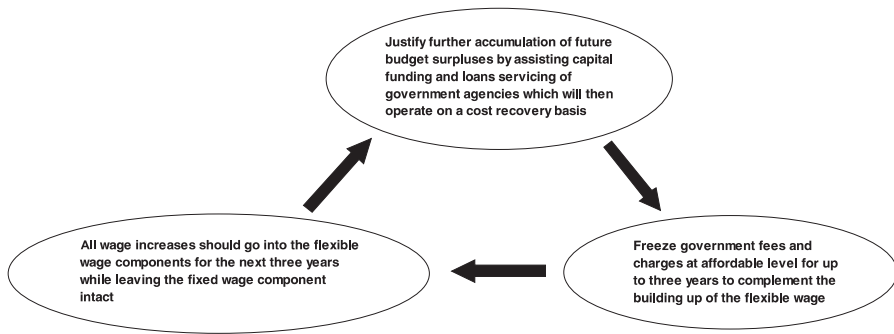 Justify further accumulation of future
budget surpluses by assisting capital
funding and loans servicing of
government agencies which will then
operate on a cost recovery basis
All wage increases should go into the flexible
wage components for the next three years
while leaving the fixed wage component
intact
Freeze government fees and
charges at affordable level for up
to three years to complement the
building up of the flexible wage